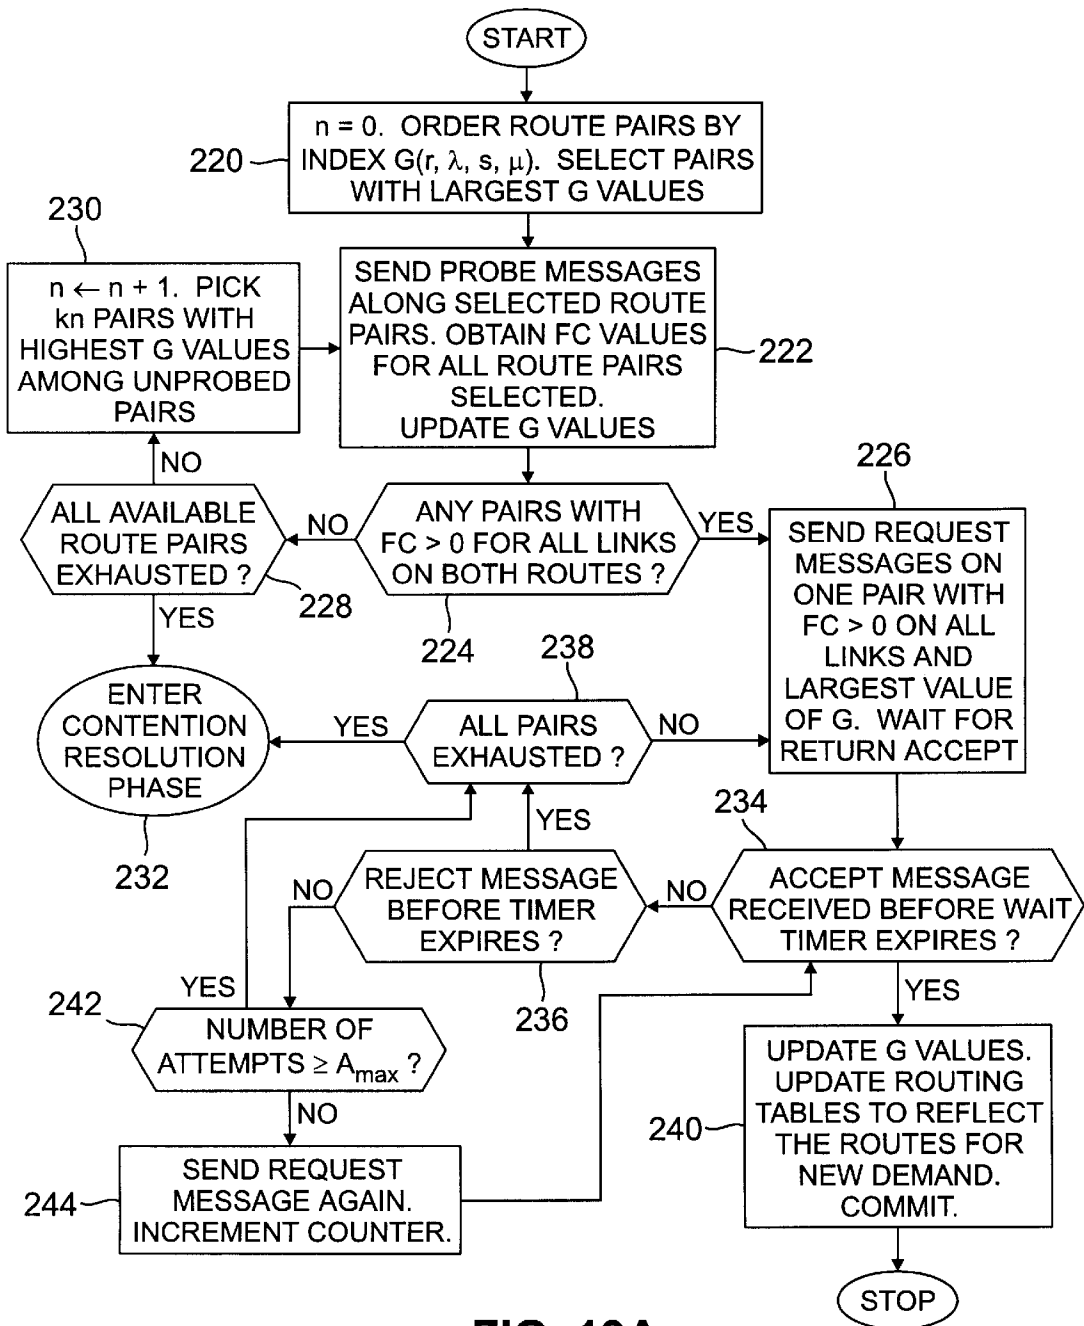 START
n = 0. ORDER ROUTE PAIRS BY
INDEX G(r, λ, s, μ). SELECT PAIRS
WITH LARGEST G VALUES
220
230
n ← n + 1. PICK
kn PAIRS WITH
HIGHEST G VALUES
AMONG UNPROBED
PAIRS
SEND PROBE MESSAGES
ALONG SELECTED ROUTE
PAIRS. OBTAIN FC VALUES
FOR ALL ROUTE PAIRS
SELECTED.
UPDATE G VALUES
222
NO
ALL AVAILABLE
ROUTE PAIRS
EXHAUSTED ?
228
NO
ANY PAIRS WITH
FC > 0 FOR ALL LINKS
ON BOTH ROUTES ?
224
YES
226
SEND REQUEST
MESSAGES ON
ONE PAIR WITH
FC > 0 ON ALL
LINKS AND
LARGEST VALUE
OF G. WAIT FOR
RETURN ACCEPT
YES
ENTER
CONTENTION
RESOLUTION
PHASE
232
YES
238
ALL PAIRS
EXHAUSTED ?
NO
YES
234
ACCEPT MESSAGE
RECEIVED BEFORE WAIT
TIMER EXPIRES ?
NO
REJECT MESSAGE
BEFORE TIMER
EXPIRES ?
236
NO
YES
YES
242
NUMBER OF
ATTEMPTS ≥ Amax ?
NO
244
SEND REQUEST
MESSAGE AGAIN.
INCREMENT COUNTER.
240
UPDATE G VALUES.
UPDATE ROUTING
TABLES TO REFLECT
THE ROUTES FOR
NEW DEMAND.
COMMIT.
STOP